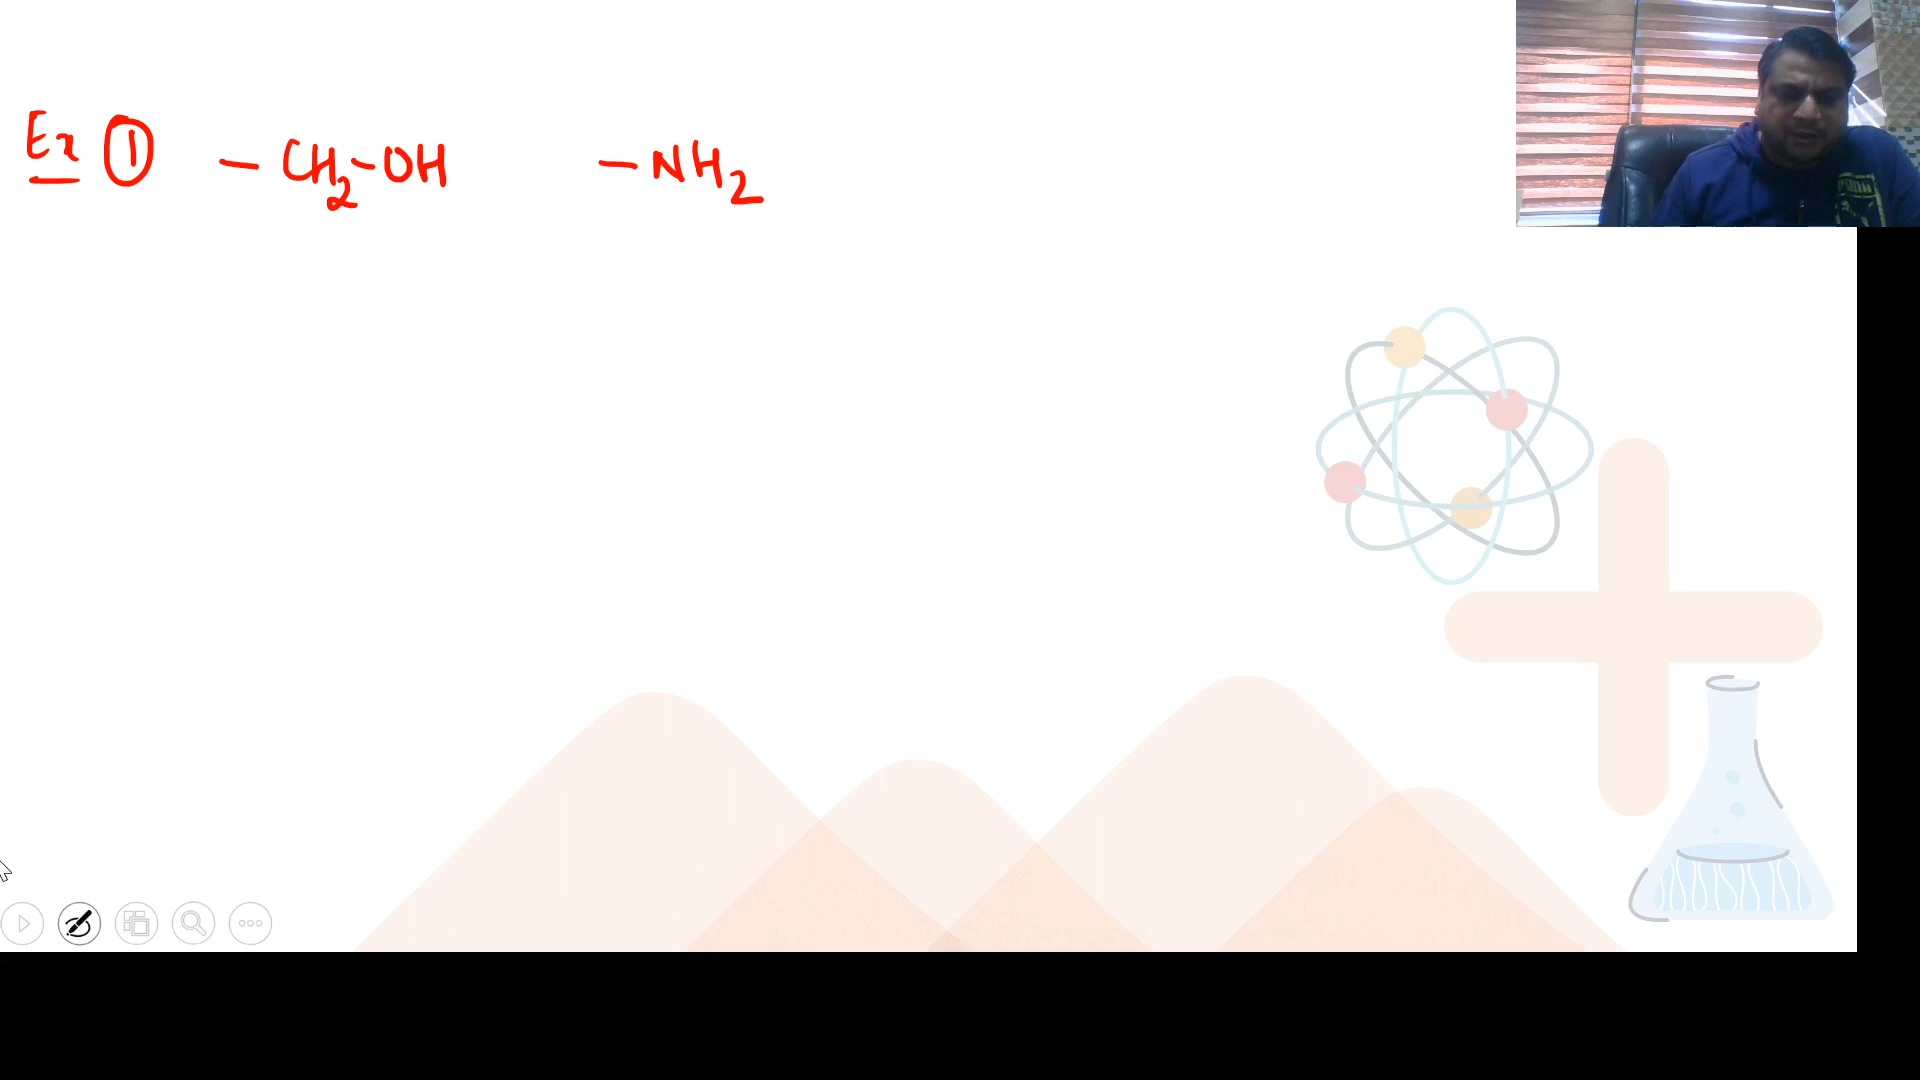 Ex ① – CH₂–OH – NH₂